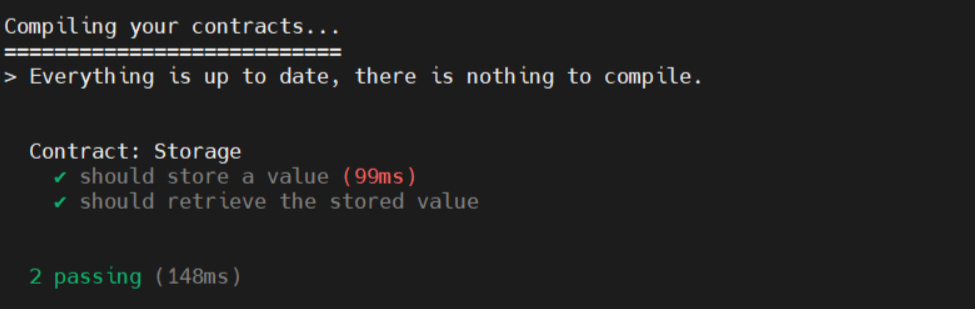 Compiling your contracts...
===========================
> Everything is up to date, there is nothing to compile.
Contract: Storage
✔ should store a value (99ms)
✔ should retrieve the stored value
2 passing (148ms)